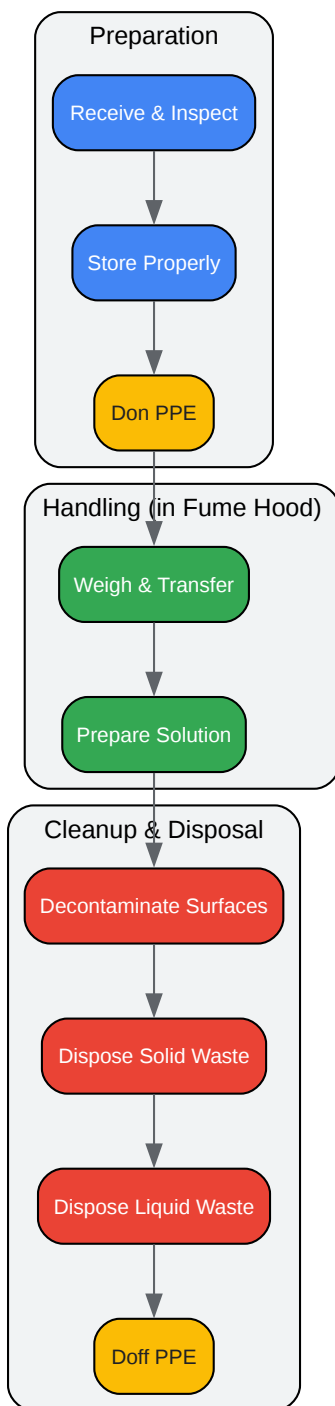 Preparation
Receive & Inspect
Store Properly
Don PPE
Handling (in Fume Hood)
Weigh & Transfer
Prepare Solution
Cleanup & Disposal
Decontaminate Surfaces
Dispose Solid Waste
Dispose Liquid Waste
Doff PPE